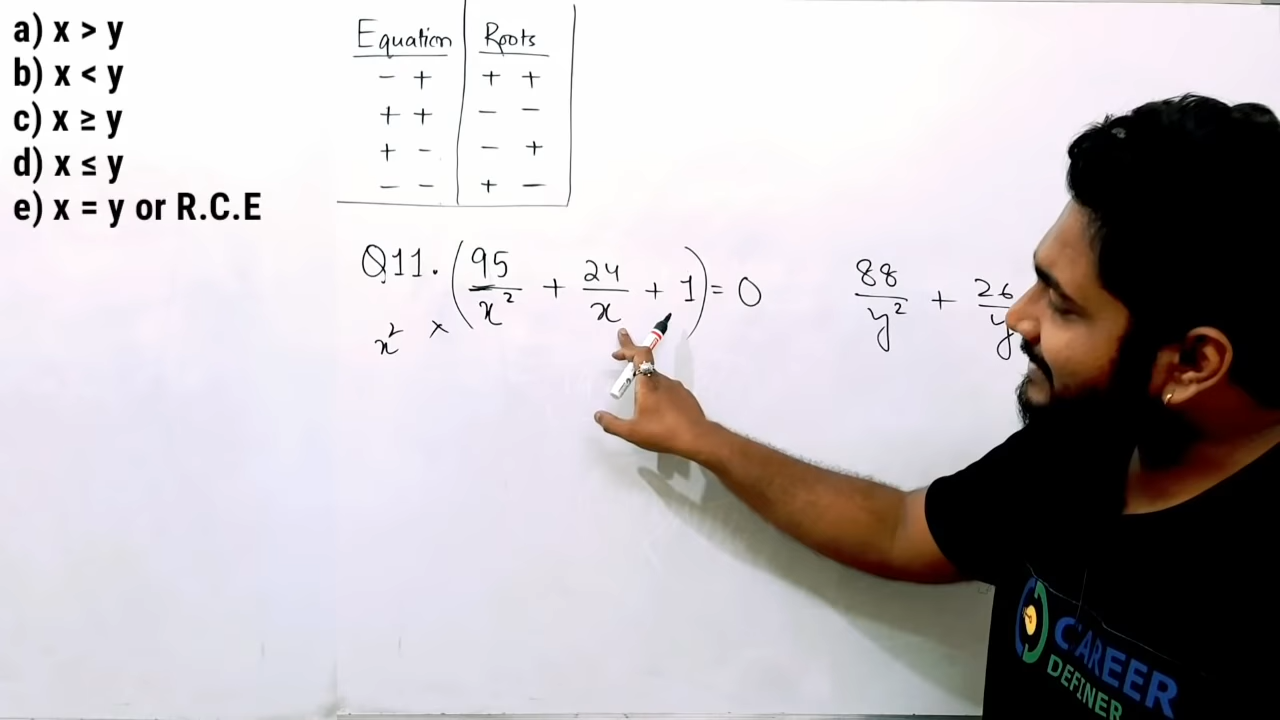 a) x > y
b) x < y
c) x ≥ y
d) x ≤ y
e) x = y or R.C.E
Equation Roots
− + + +
+ + − −
+ − − +
− − + −
Q11. (95/x² + 24/x + 1) = 0
x² ×
88/y² + 26/y
CAREER
DEFINER